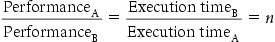 Performance_A / Performance_B = Execution time_B / Execution time_A = n